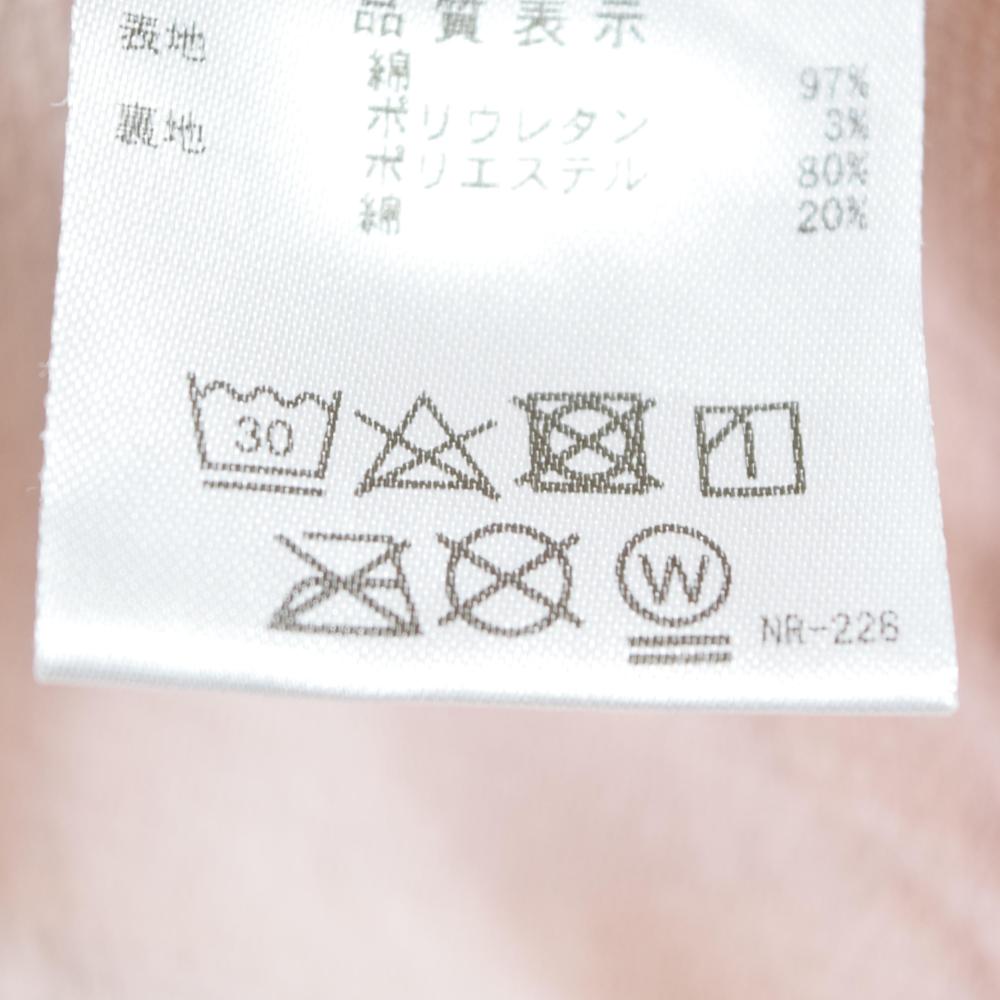 品質表示
表地 綿 97%
ポリウレタン 3%
裏地 ポリエステル 80%
綿 20%
30
W NR-226